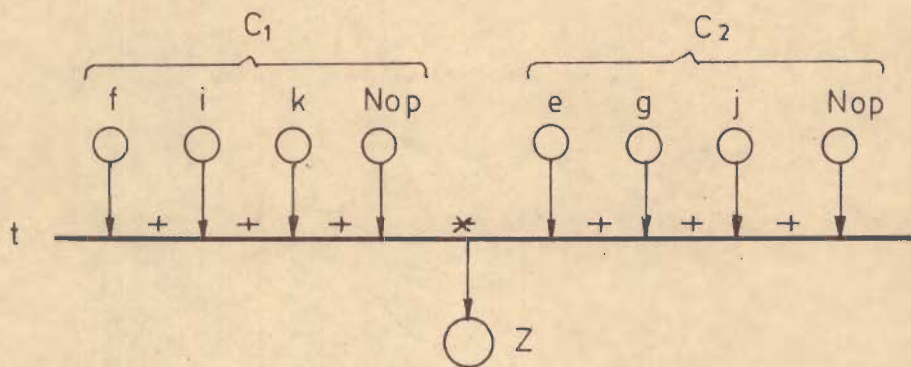 C₁ C₂
f i k Nop e g j Nop
t + + + * + + +
Z